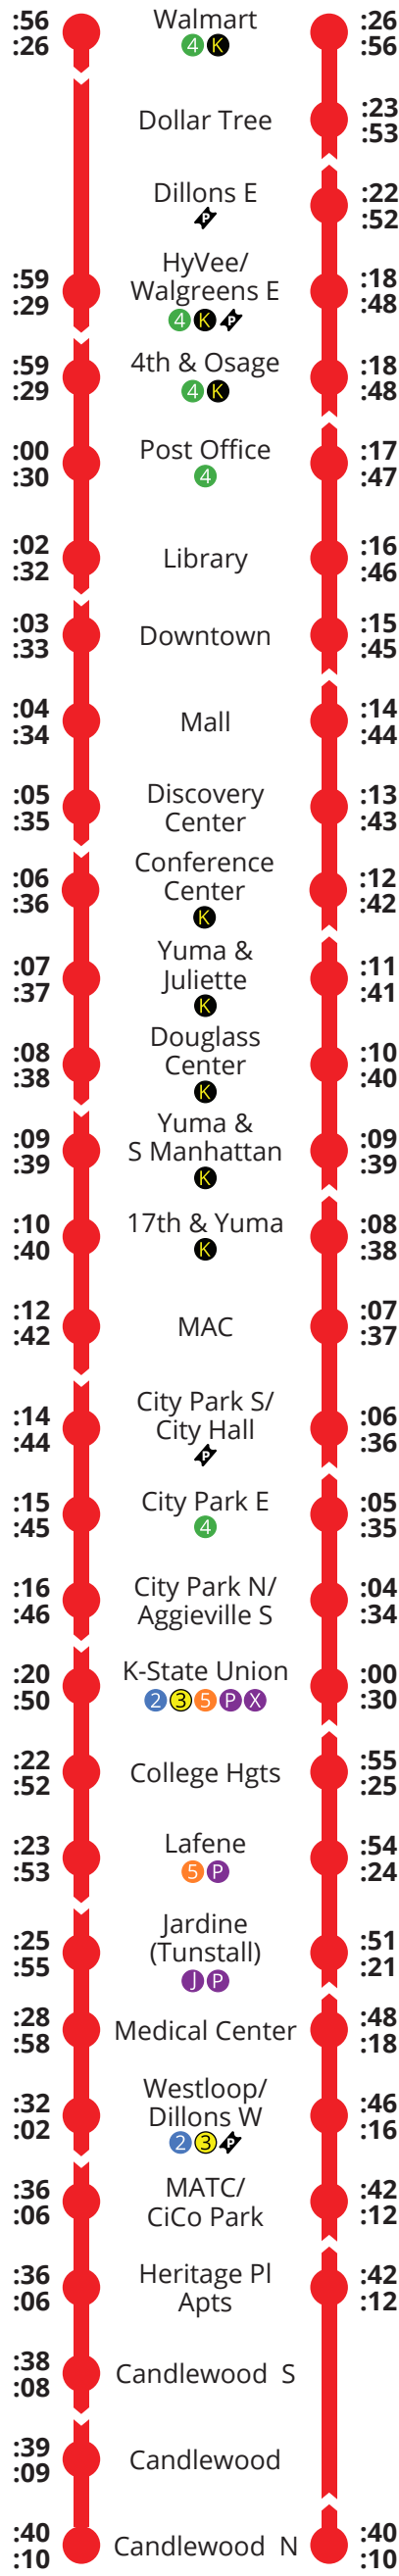 :56 Walmart :26
:26 4 K :56
Dollar Tree :23
:53
Dillons E :22
P :52
HyVee/
:59 Walgreens E :18
:29 4 K P :48
:59 4th & Osage :18
:29 4 K :48
:00 Post Office :17
:30 4 :47
:02 Library :16
:32 :46
:03 Downtown :15
:33 :45
:04 Mall :14
:34 :44
:05 Discovery :13
:35 Center :43
:06 Conference :12
:36 Center :42
K
:07 Yuma & :11
:37 Juliette :41
K
:08 Douglass :10
:38 Center :40
K
:09 Yuma & :09
:39 S Manhattan :39
K
:10 17th & Yuma :08
:40 K :38
:12 MAC :07
:42 :37
:14 City Park S/ :06
:44 City Hall :36
P
:15 City Park E :05
:45 4 :35
:16 City Park N/ :04
:46 Aggieville S :34
:20 K-State Union :00
:50 2 3 5 P X :30
:22 College Hgts :55
:52 :25
:23 Lafene :54
:53 5 P :24
:25 Jardine :51
:55 (Tunstall) :21
J P
:28 Medical Center :48
:58 :18
:32 Westloop/ :46
:02 Dillons W :16
2 3 P
:36 MATC/ :42
:06 CiCo Park :12
:36 Heritage Pl :42
:06 Apts :12
:38 Candlewood S
:08
:39 Candlewood
:09
:40 Candlewood N :40
:10 :10